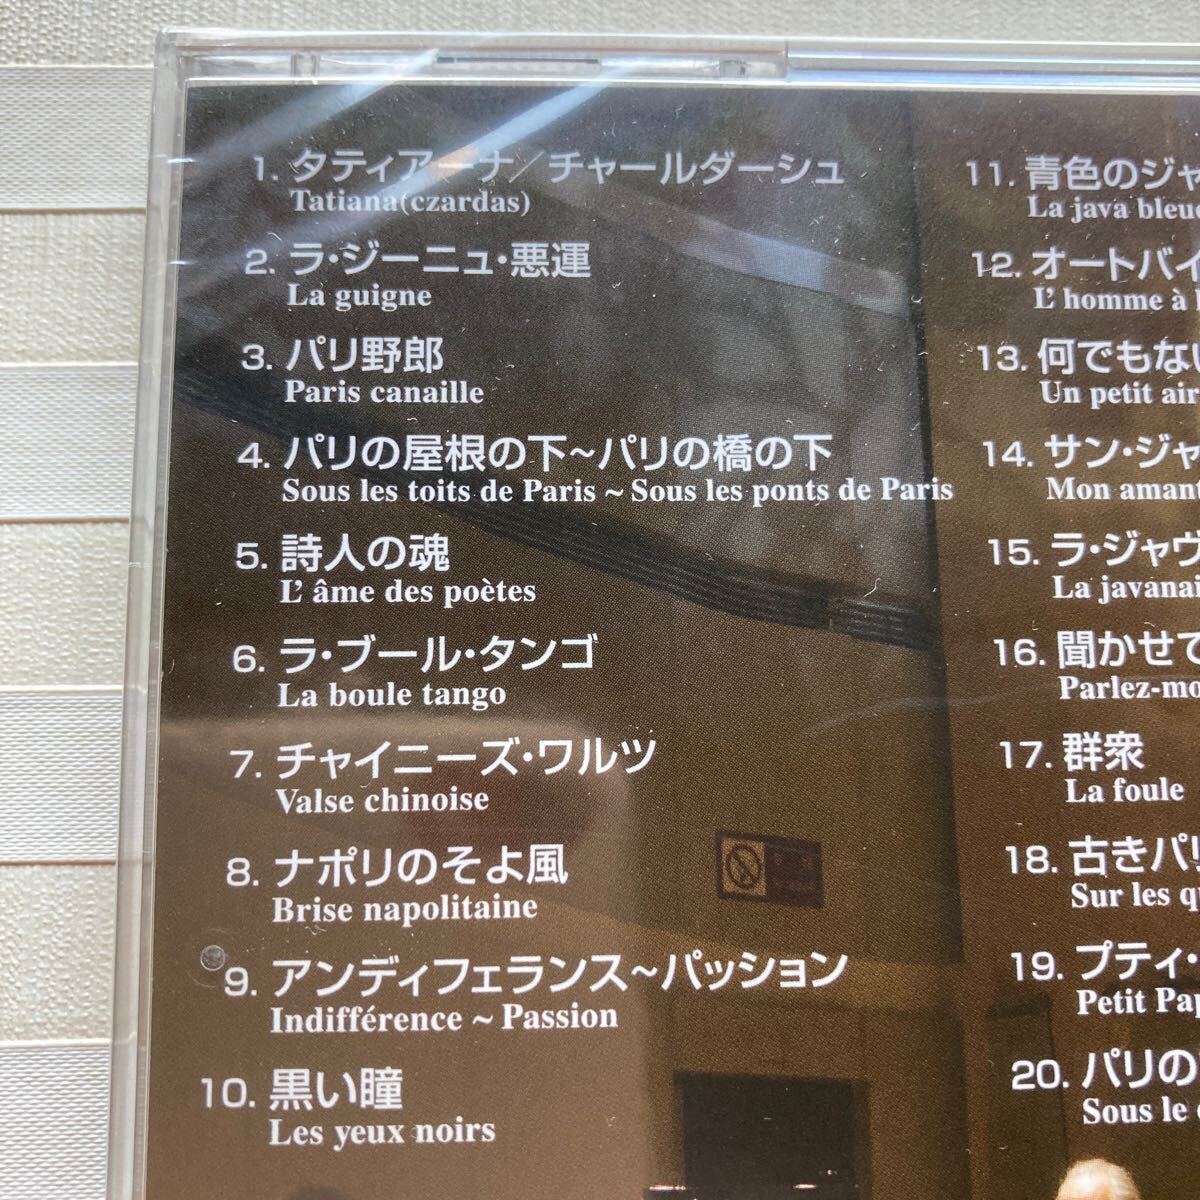 1. タティアーナ／チャールダーシュ
Tatiana(czardas)
2. ラ・ジーニュ・悪運
La guigne
3. パリ野郎
Paris canaille
4. パリの屋根の下~パリの橋の下
Sous les toits de Paris ~ Sous les ponts de Paris
5. 詩人の魂
L' âme des poètes
6. ラ・ブール・タンゴ
La boule tango
7. チャイニーズ・ワルツ
Valse chinoise
8. ナポリのそよ風
Brise napolitaine
9. アンディフェランス~パッション
Indifférence ~ Passion
10. 黒い瞳
Les yeux noirs
11. 青色のジャ
La java bleue
12. オートバイ
L' homme à
13. 何でもない
Un petit air
14. サン・ジャ
Mon amant
15. ラ・ジャヴ
La javanai
16. 聞かせて
Parlez-mo
17. 群衆
La foule
18. 古きパリ
Sur les qu
19. プティ・
Petit Pap
20. パリの
Sous le